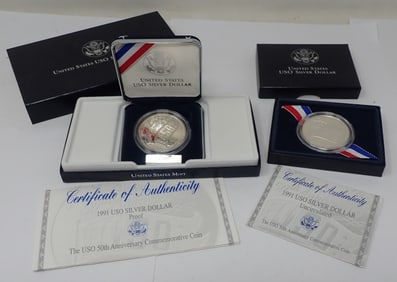 UNITED STATES USO
UNITED STATES
USO SILVER DOLLAR
UNITED STATES
USO SILVER DOLLAR
UNITED STATES MINT
Certificate of Authenticity
1991 USO SILVER DOLLAR
Proof
The USO 50th Anniversary Commemorative Coin
Certificate of Authenticity
1991 USO SILVER DOLLAR
Uncirculated
The USO 50th Anniversary Commemorative Coin